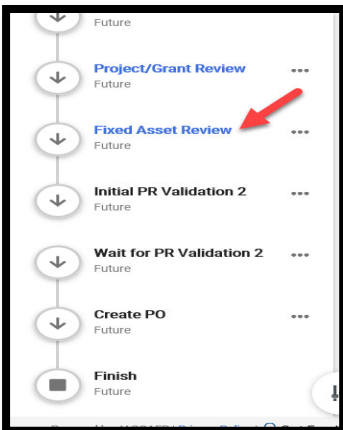 Future
Project/Grant Review
Future
Fixed Asset Review
Future
Initial PR Validation 2
Future
Wait for PR Validation 2
Future
Create PO
Future
Finish
Future